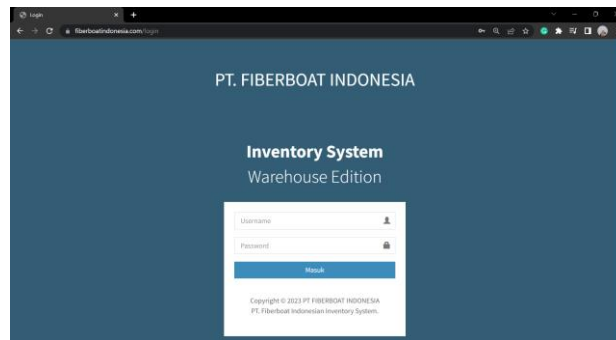 Login
fiberboatindonesia.com/login
PT. FIBERBOAT INDONESIA
Inventory System
Warehouse Edition
Username
Password
Masuk
Copyright © 2023 PT FIBERBOAT INDONESIA
PT. Fiberboat Indonesian Inventory System.